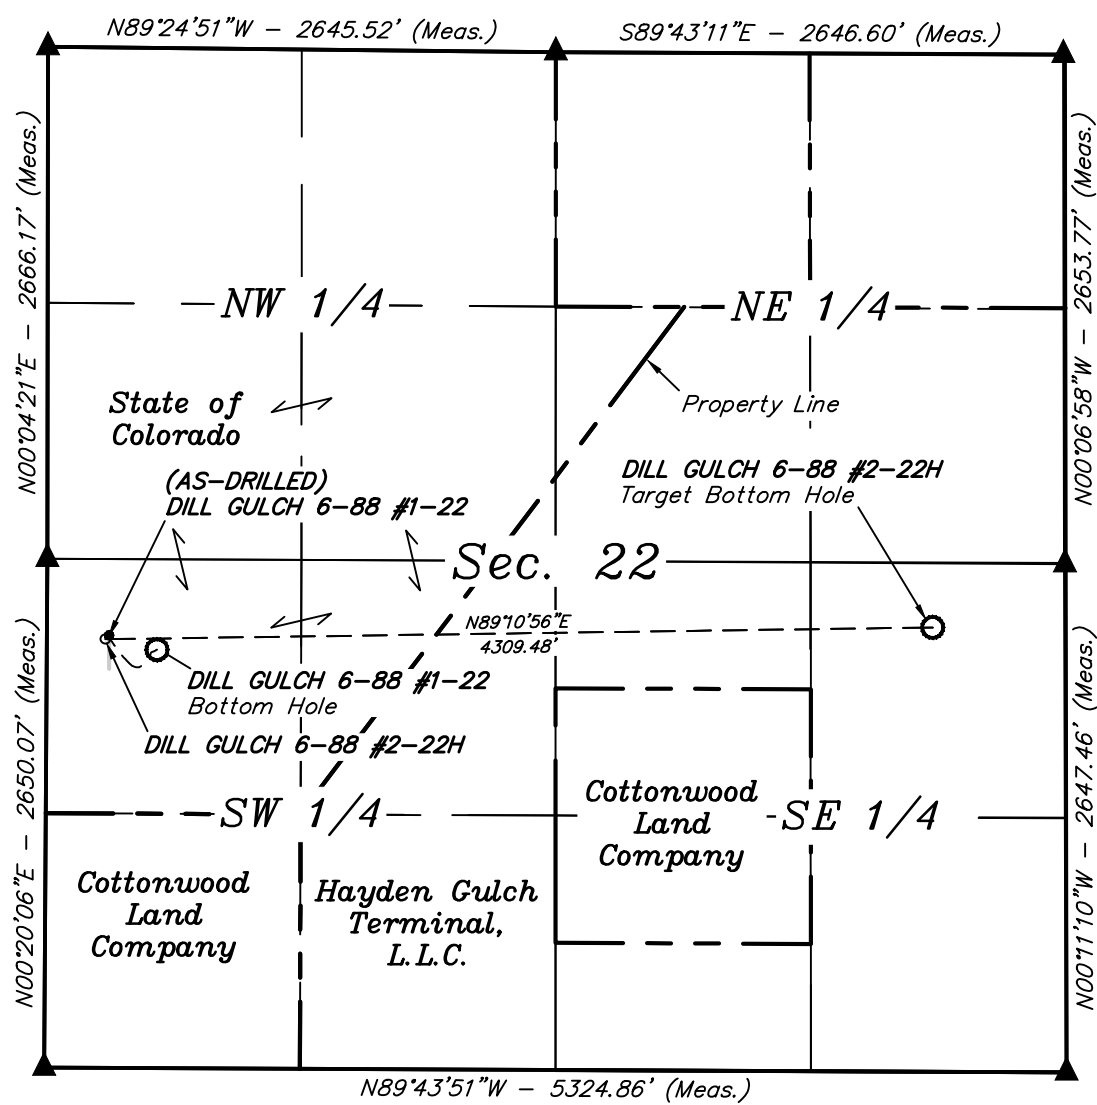 N89°24'51"W - 2645.52' (Meas.)
S89°43'11"E - 2646.60' (Meas.)
N00°04'21"E - 2666.17' (Meas.)
N00°06'58"W - 2653.77' (Meas.)
NW 1/4
NE 1/4
State of
Colorado
Property Line
(AS-DRILLED)
DILL GULCH 6-88 #1-22
DILL GULCH 6-88 #2-22H
Target Bottom Hole
Sec. 22
N89°10'56"E
4309.48'
DILL GULCH 6-88 #1-22
Bottom Hole
DILL GULCH 6-88 #2-22H
N00°20'06"E - 2650.07' (Meas.)
N00°11'10"W - 2647.46' (Meas.)
SW 1/4
Cottonwood
Land
Company
SE 1/4
Cottonwood
Land
Company
Hayden Gulch
Terminal,
L.L.C.
N89°43'51"W - 5324.86' (Meas.)